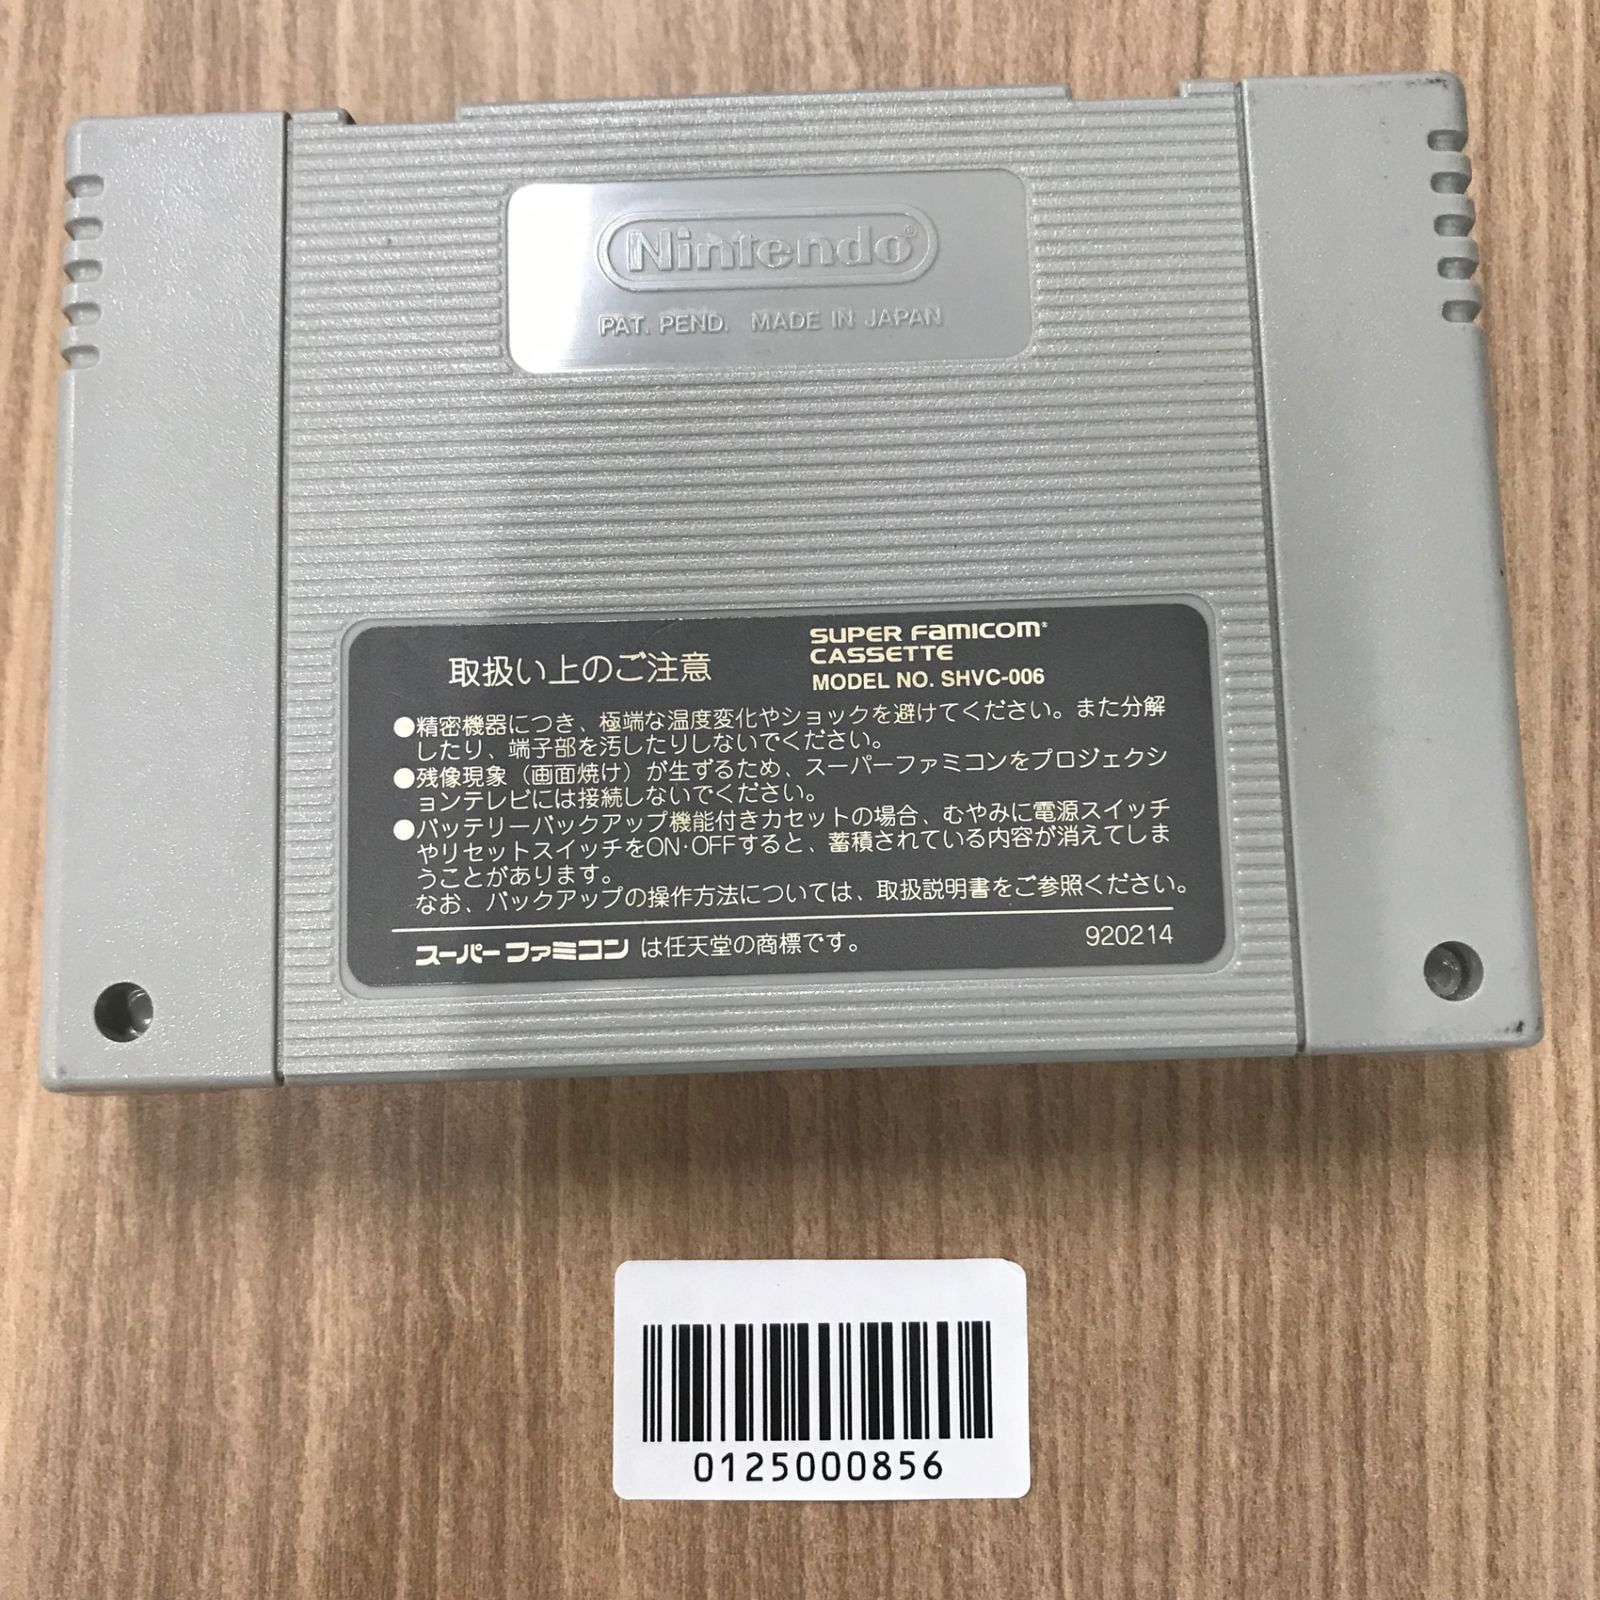 Nintendo®
PAT. PEND. MADE IN JAPAN
取扱い上のご注意
SUPER FAMICOM®
CASSETTE
MODEL NO. SHVC-006
●精密機器につき、極端な温度変化やショックを避けてください。また分解
したり、端子部を汚したりしないでください。
●残像現象（画面焼け）が生ずるため、スーパーファミコンをプロジェクシ
ョンテレビには接続しないでください。
●バッテリーバックアップ機能付きカセットの場合、むやみに電源スイッチ
やリセットスイッチをON·OFFすると、蓄積されている内容が消えてしま
うことがあります。
なお、バックアップの操作方法については、取扱説明書をご参照ください。
スーパーファミコン は任天堂の商標です。
920214
0125000856